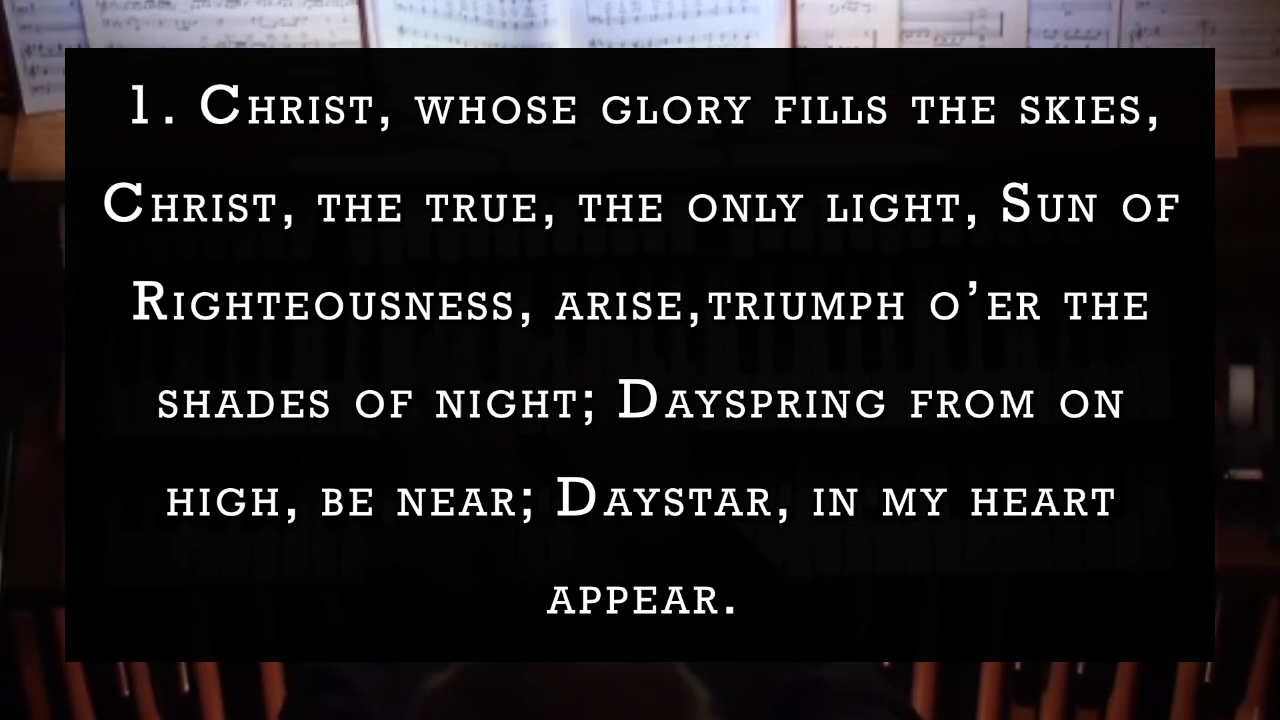 1. Christ, whose glory fills the skies,
Christ, the true, the only light, Sun of
Righteousness, arise,triumph o’er the
shades of night; Dayspring from on
high, be near; Daystar, in my heart
appear.